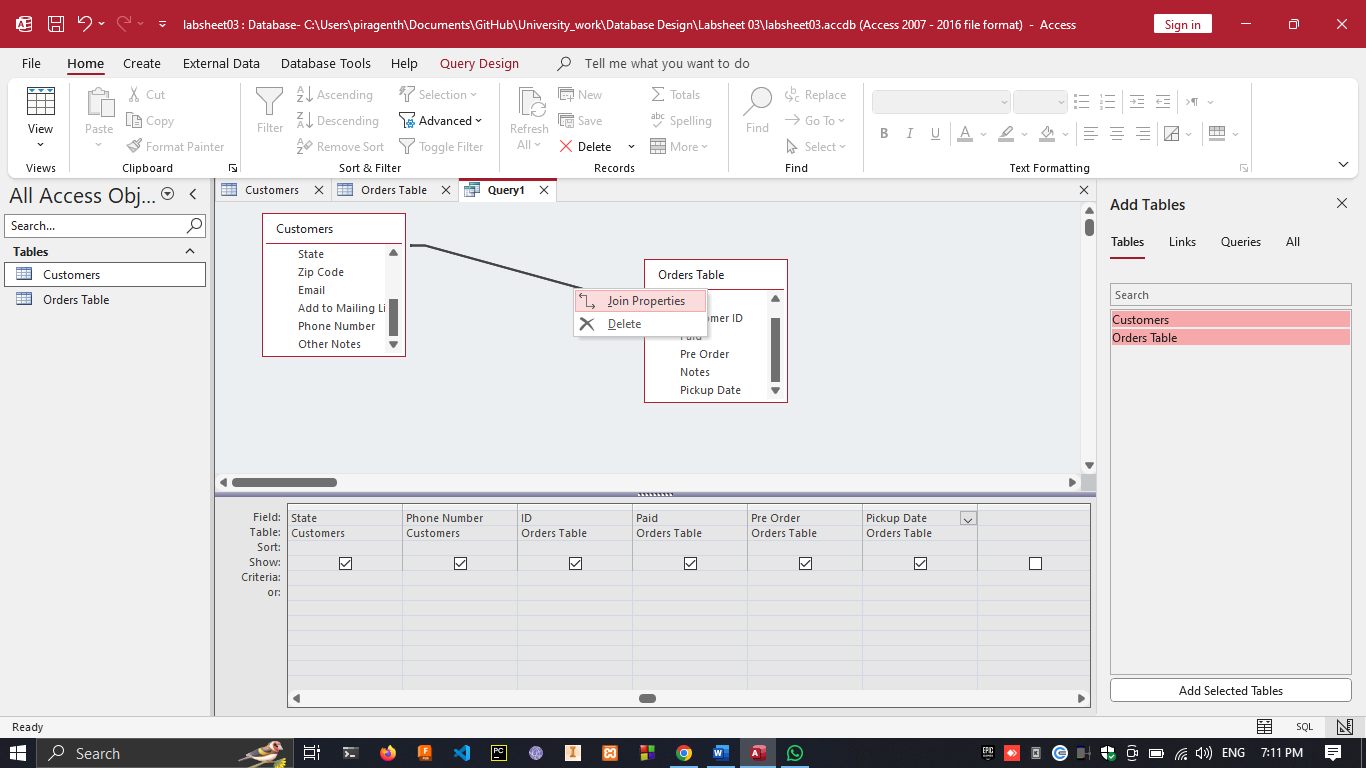 labsheet03 : Database- C:\Users\piragenth\Documents\GitHub\University_work\Database Design\Labsheet 03\labsheet03.accdb (Access 2007 - 2016 file format) - Access
Sign in
File Home Create External Data Database Tools Help Query Design Tell me what you want to do
View
Views
Paste
Cut
Copy
Format Painter
Clipboard
Filter
Ascending
Descending
Remove Sort
Selection
Advanced
Toggle Filter
Sort & Filter
Refresh
All
New
Save
Delete
Totals
Spelling
More
Records
Find
Replace
Go To
Select
Find
B I U A
Text Formatting
All Access Obj...
Search...
Tables
Customers
Orders Table
Customers Orders Table Query1
Customers
State
Zip Code
Email
Add to Mailing Li
Phone Number
Other Notes
Join Properties
Delete
Orders Table
omer ID
Paid
Pre Order
Notes
Pickup Date
Field: State Phone Number ID Paid Pre Order Pickup Date
Table: Customers Customers Orders Table Orders Table Orders Table Orders Table
Sort:
Show:
Criteria:
or:
Add Tables
Tables Links Queries All
Search
Customers
Orders Table
Add Selected Tables
Ready
SQL
Search
ENG 7:11 PM